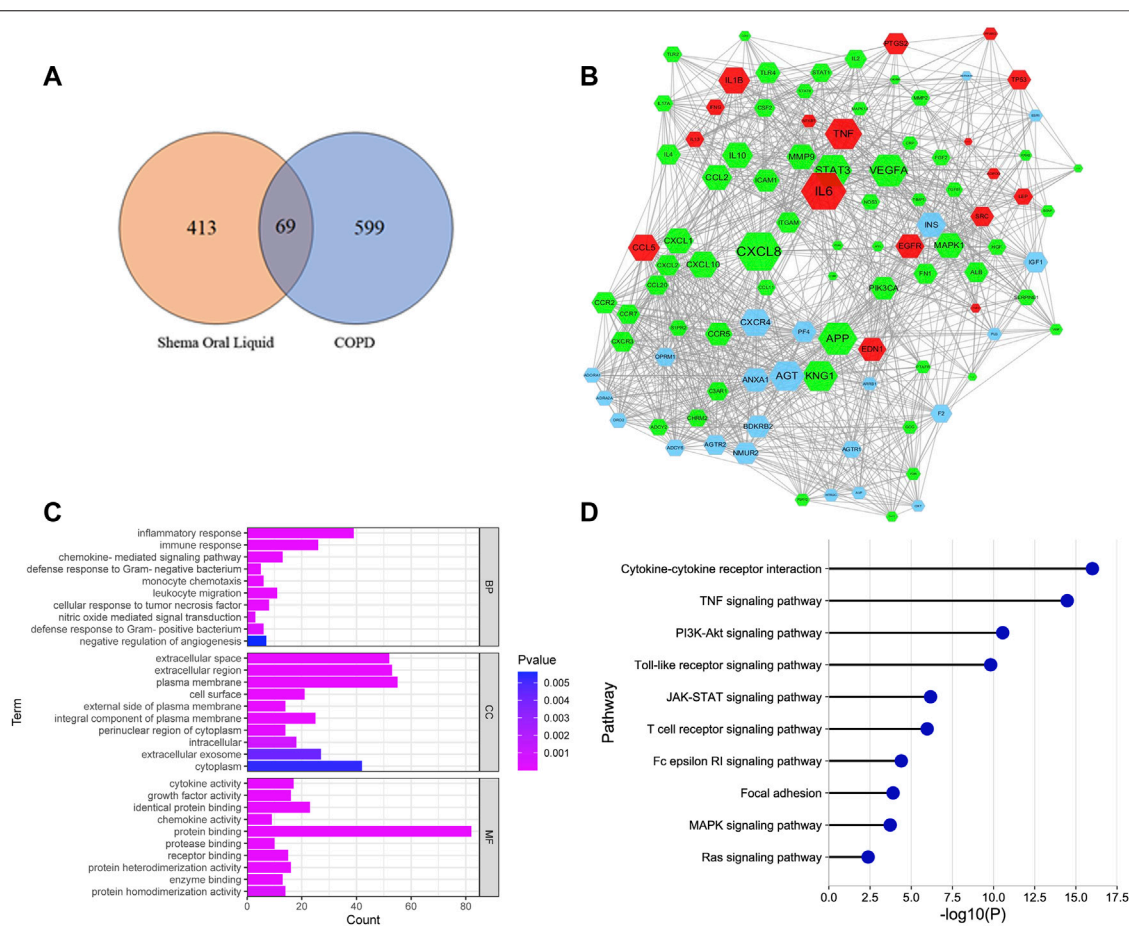 A
413
69
599
Shema Oral Liquid
COPD
B
PTGS2
TP53
IL1B
TLR4
STAT1
IL2
CSF2
MMP2
TNF
IL4
IL10
MMP9
STAT3
VEGFA
CCL2
ICAM1
IL6
NOS3
SRC
ITGAM
INS
CCL5
CXCL1
CXCL8
EGFR
MAPK1
CXCL2
CXCL10
FN1
ALB
IGF1
CCL20
CCL11
PIK3CA
SERPING1
CCR2
CCR7
CXCR4
PF4
CXCR3
CCR5
APP
EDN1
OPRM1
ANXA1
AGT
KNG1
C3AR1
CHRM2
F2
ADCY2
BDKRB2
AGTR2
NMUR2
AGTR1
C
Term
inflammatory response
immune response
chemokine- mediated signaling pathway
defense response to Gram- negative bacterium
monocyte chemotaxis
leukocyte migration
cellular response to tumor necrosis factor
nitric oxide mediated signal transduction
defense response to Gram- positive bacterium
negative regulation of angiogenesis
BP
extracellular space
extracellular region
plasma membrane
cell surface
external side of plasma membrane
integral component of plasma membrane
perinuclear region of cytoplasm
intracellular
extracellular exosome
cytoplasm
CC
cytokine activity
growth factor activity
identical protein binding
chemokine activity
protein binding
protease binding
receptor binding
protein heterodimerization activity
enzyme binding
protein homodimerization activity
MF
0 20 40 60 80
Count
Pvalue
0.005
0.004
0.003
0.002
0.001
D
Pathway
Cytokine-cytokine receptor interaction
TNF signaling pathway
PI3K-Akt signaling pathway
Toll-like receptor signaling pathway
JAK-STAT signaling pathway
T cell receptor signaling pathway
Fc epsilon RI signaling pathway
Focal adhesion
MAPK signaling pathway
Ras signaling pathway
0.0 2.5 5.0 7.5 10.0 12.5 15.0 17.5
-log10(P)